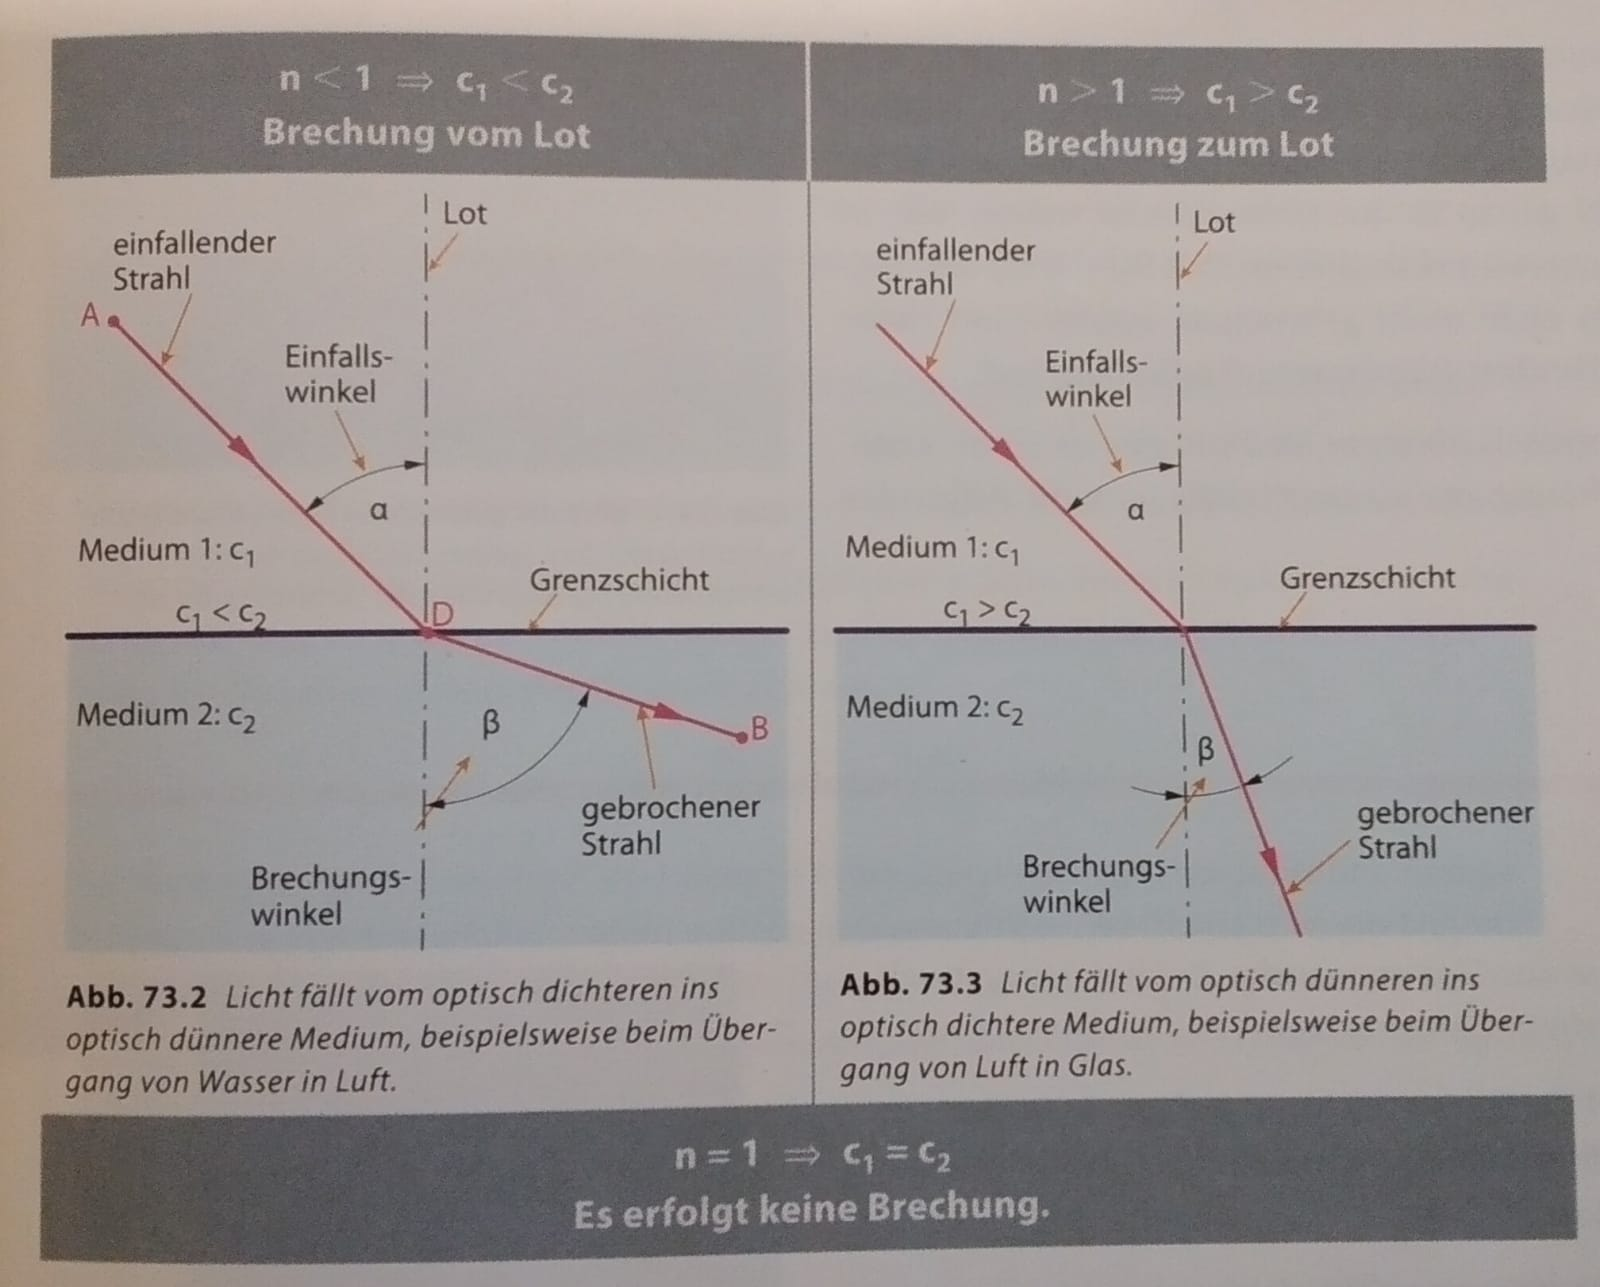 n < 1 ⇒ c₁ < c₂
Brechung vom Lot
Lot
einfallender
Strahl
A
Einfalls-
winkel
α
Medium 1: c₁
Grenzschicht
c₁ < c₂
D
Medium 2: c₂
β
B
gebrochener
Strahl
Brechungs-
winkel
Abb. 73.2 Licht fällt vom optisch dichteren ins
optisch dünnere Medium, beispielsweise beim Über-
gang von Wasser in Luft.
n > 1 ⇒ c₁ > c₂
Brechung zum Lot
Lot
einfallender
Strahl
Einfalls-
winkel
α
Medium 1: c₁
Grenzschicht
c₁ > c₂
Medium 2: c₂
β
gebrochener
Strahl
Brechungs-
winkel
Abb. 73.3 Licht fällt vom optisch dünneren ins
optisch dichtere Medium, beispielsweise beim Über-
gang von Luft in Glas.
n = 1 ⇒ c₁ = c₂
Es erfolgt keine Brechung.